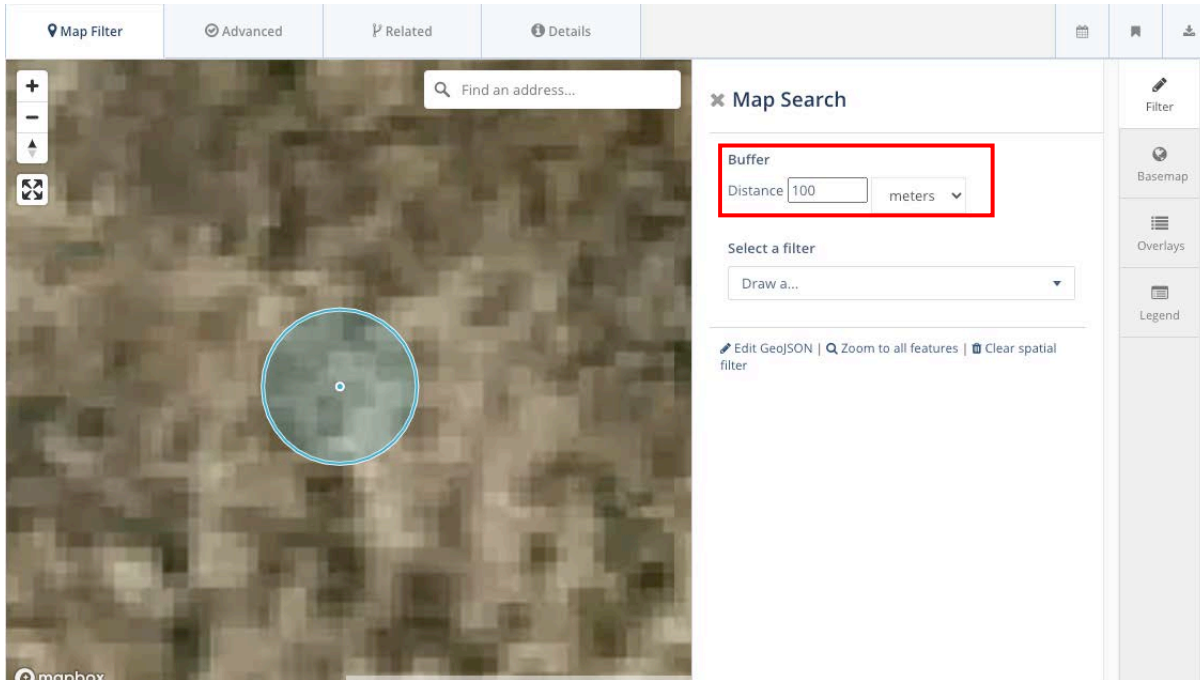 Map Filter
Advanced
Related
Details
Find an address...
Map Search
Buffer
Distance 100 meters
Select a filter
Draw a...
Edit GeoJSON | Zoom to all features | Clear spatial
filter
Filter
Basemap
Overlays
Legend
mapbox